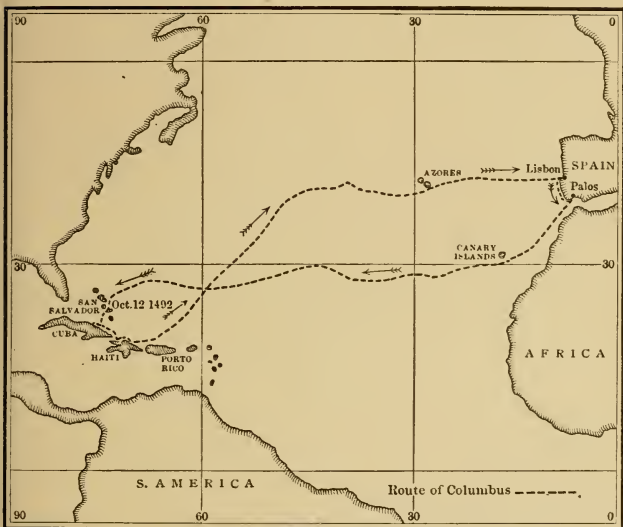 90
60
30
0
Lisbon
SPAIN
AZORES
Palos
CANARY
ISLANDS
30
30
SAN
SALVADOR
Oct.12 1492
CUBA
HAITI
PORTO
RICO
AFRICA
S. AMERICA
Route of Columbus
90
60
30
0